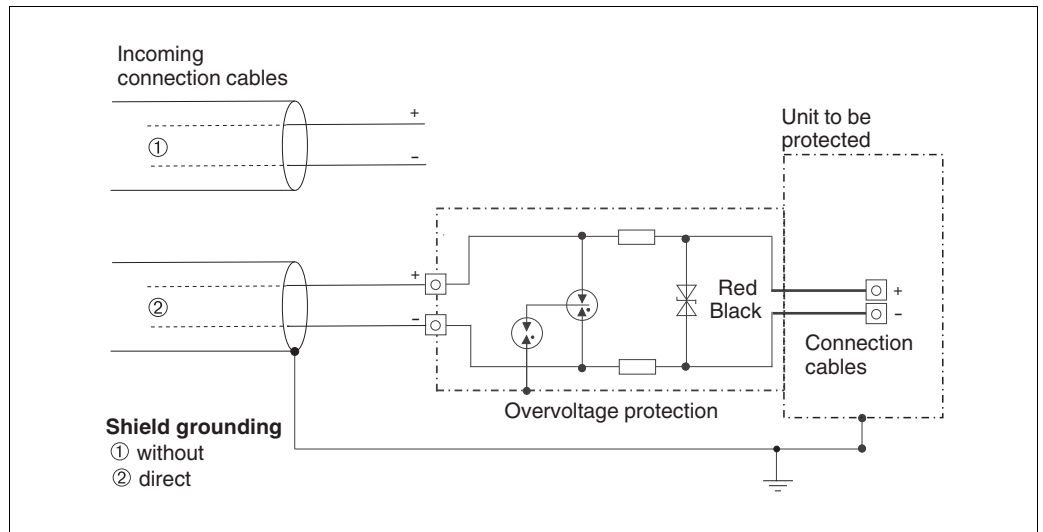 Incoming
connection cables
+
①
-
Unit to be
protected
+
②
-
Red
Black
+
-
Connection
cables
Overvoltage protection
Shield grounding
① without
② direct